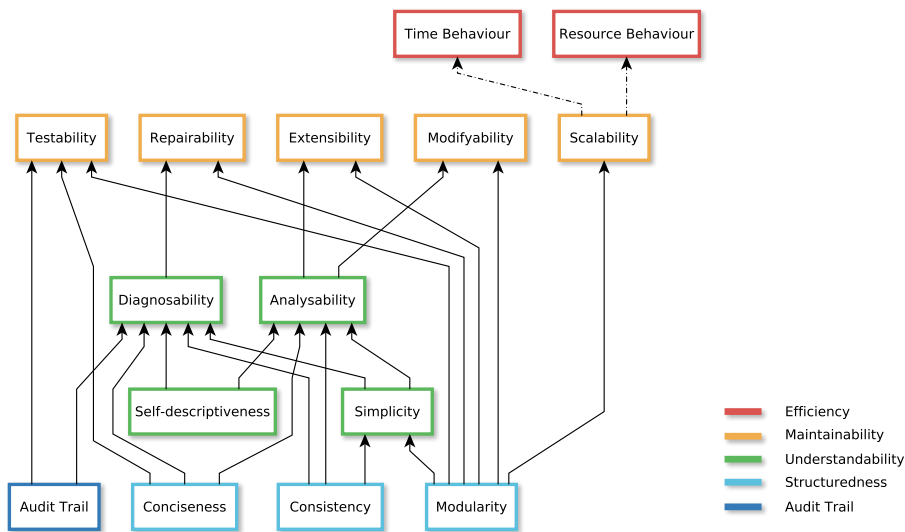 Time Behaviour
Resource Behaviour
Testability
Repairability
Extensibility
Modifyability
Scalability
Diagnosability
Analysability
Self-descriptiveness
Simplicity
Audit Trail
Conciseness
Consistency
Modularity
Efficiency
Maintainability
Understandability
Structuredness
Audit Trail